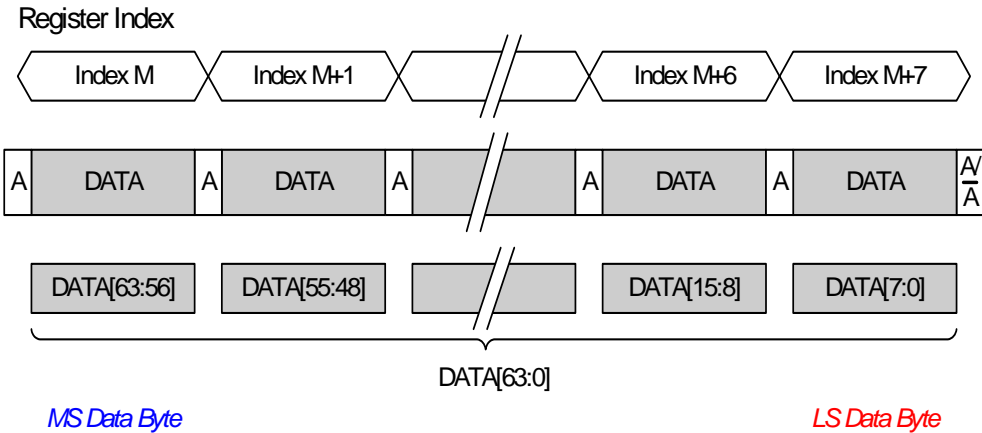 Register Index
Index M Index M+1 Index M+6 Index M+7
A DATA A DATA A A DATA A DATA A/A̅
DATA[63:56] DATA[55:48] DATA[15:8] DATA[7:0]
DATA[63:0]
MS Data Byte LS Data Byte